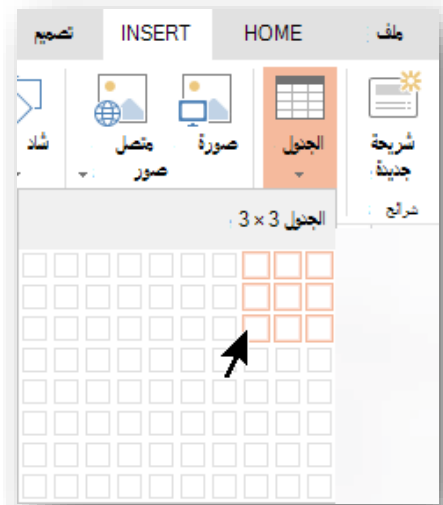 ملف HOME INSERT تصميم
شريحة جديدة
الجدول
صورة
متصل صور
شاد
شرائح
الجدول 3 × 3